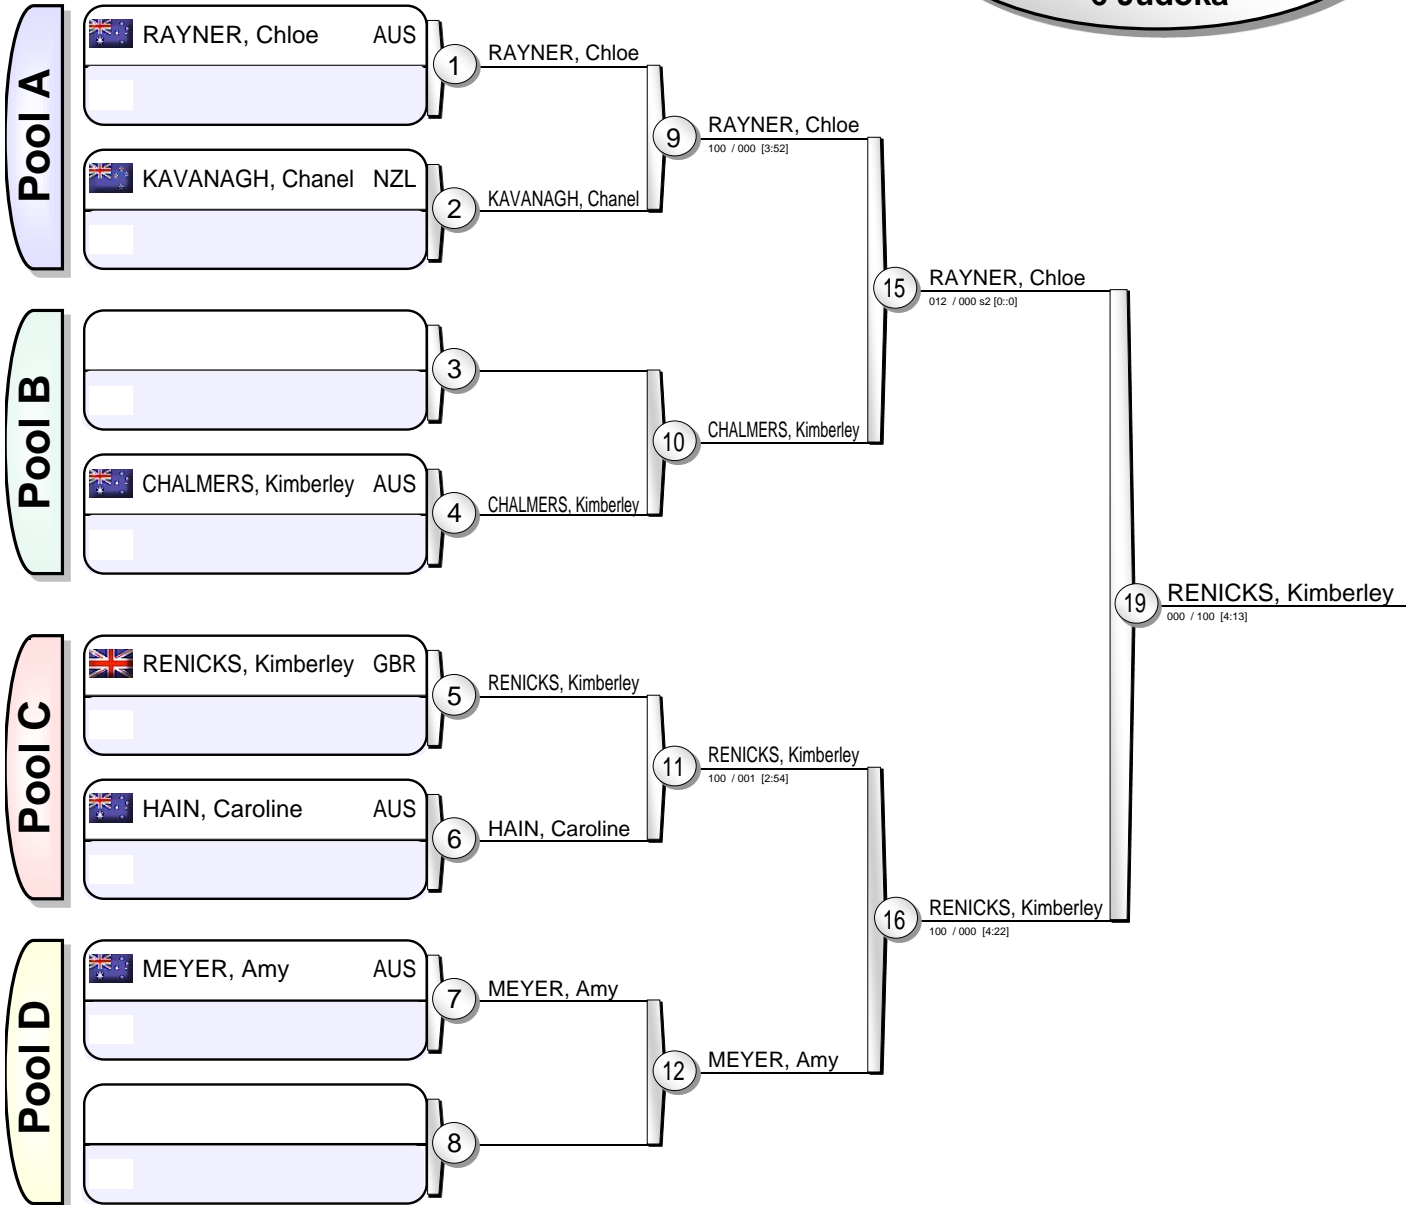 6 Judoka
Pool A
RAYNER, Chloe AUS
1
RAYNER, Chloe
KAVANAGH, Chanel NZL
2
KAVANAGH, Chanel
9
RAYNER, Chloe
100 / 000 [3:52]
Pool B
3
CHALMERS, Kimberley AUS
4
CHALMERS, Kimberley
10
CHALMERS, Kimberley
15
RAYNER, Chloe
012 / 000 s2 [0::0]
Pool C
RENICKS, Kimberley GBR
5
RENICKS, Kimberley
HAIN, Caroline AUS
6
HAIN, Caroline
11
RENICKS, Kimberley
100 / 001 [2:54]
Pool D
MEYER, Amy AUS
7
MEYER, Amy
8
12
MEYER, Amy
16
RENICKS, Kimberley
100 / 000 [4:22]
19
RENICKS, Kimberley
000 / 100 [4:13]